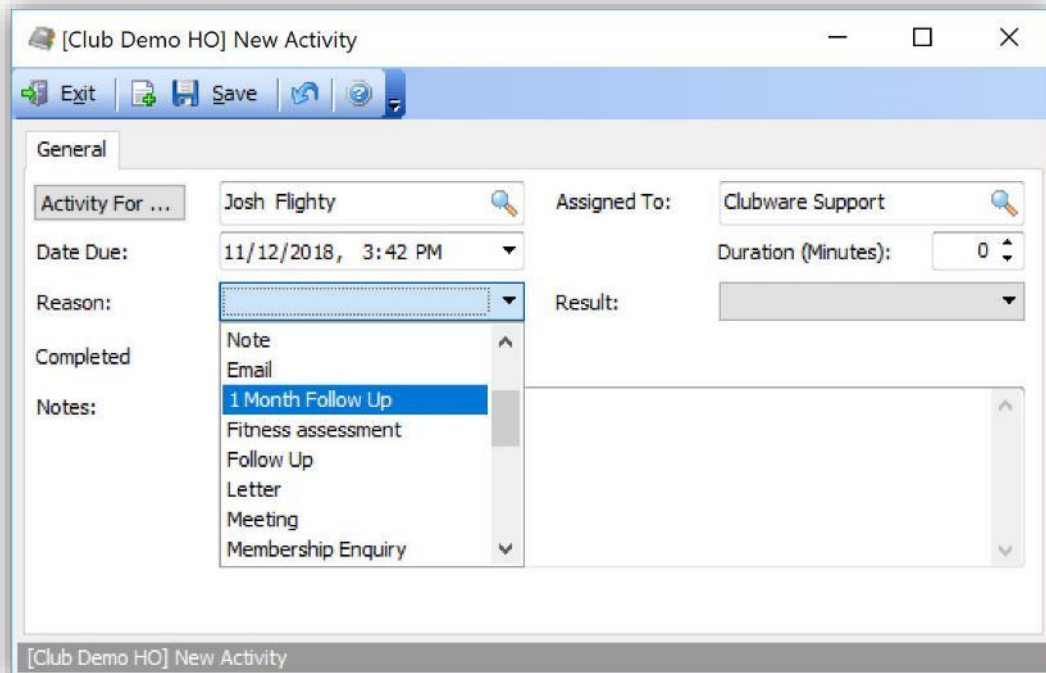 [Club Demo HO] New Activity
Exit Save
General
Activity For ... Josh Flighty Assigned To: Clubware Support
Date Due: 11/12/2018, 3:42 PM Duration (Minutes): 0
Reason: Result:
Note
Completed
Email
1 Month Follow Up
Notes:
Fitness assessment
Follow Up
Letter
Meeting
Membership Enquiry
[Club Demo HO] New Activity